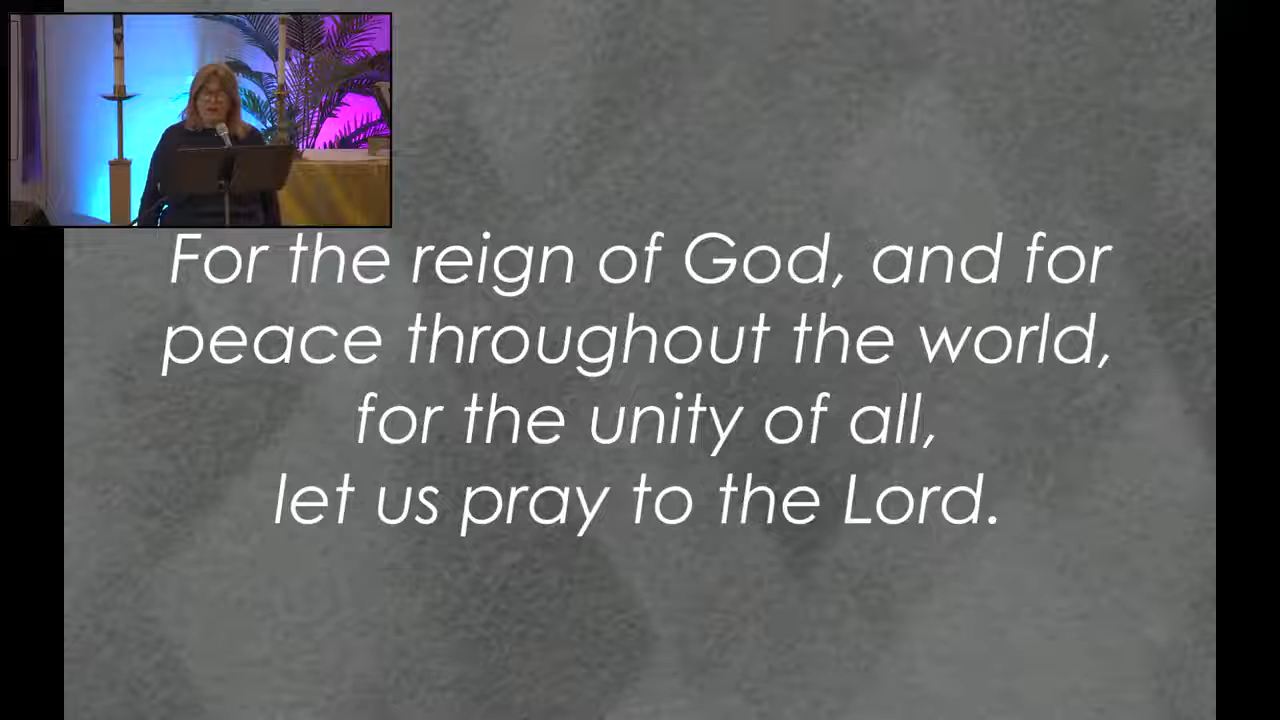 For the reign of God, and for
peace throughout the world,
for the unity of all,
let us pray to the Lord.